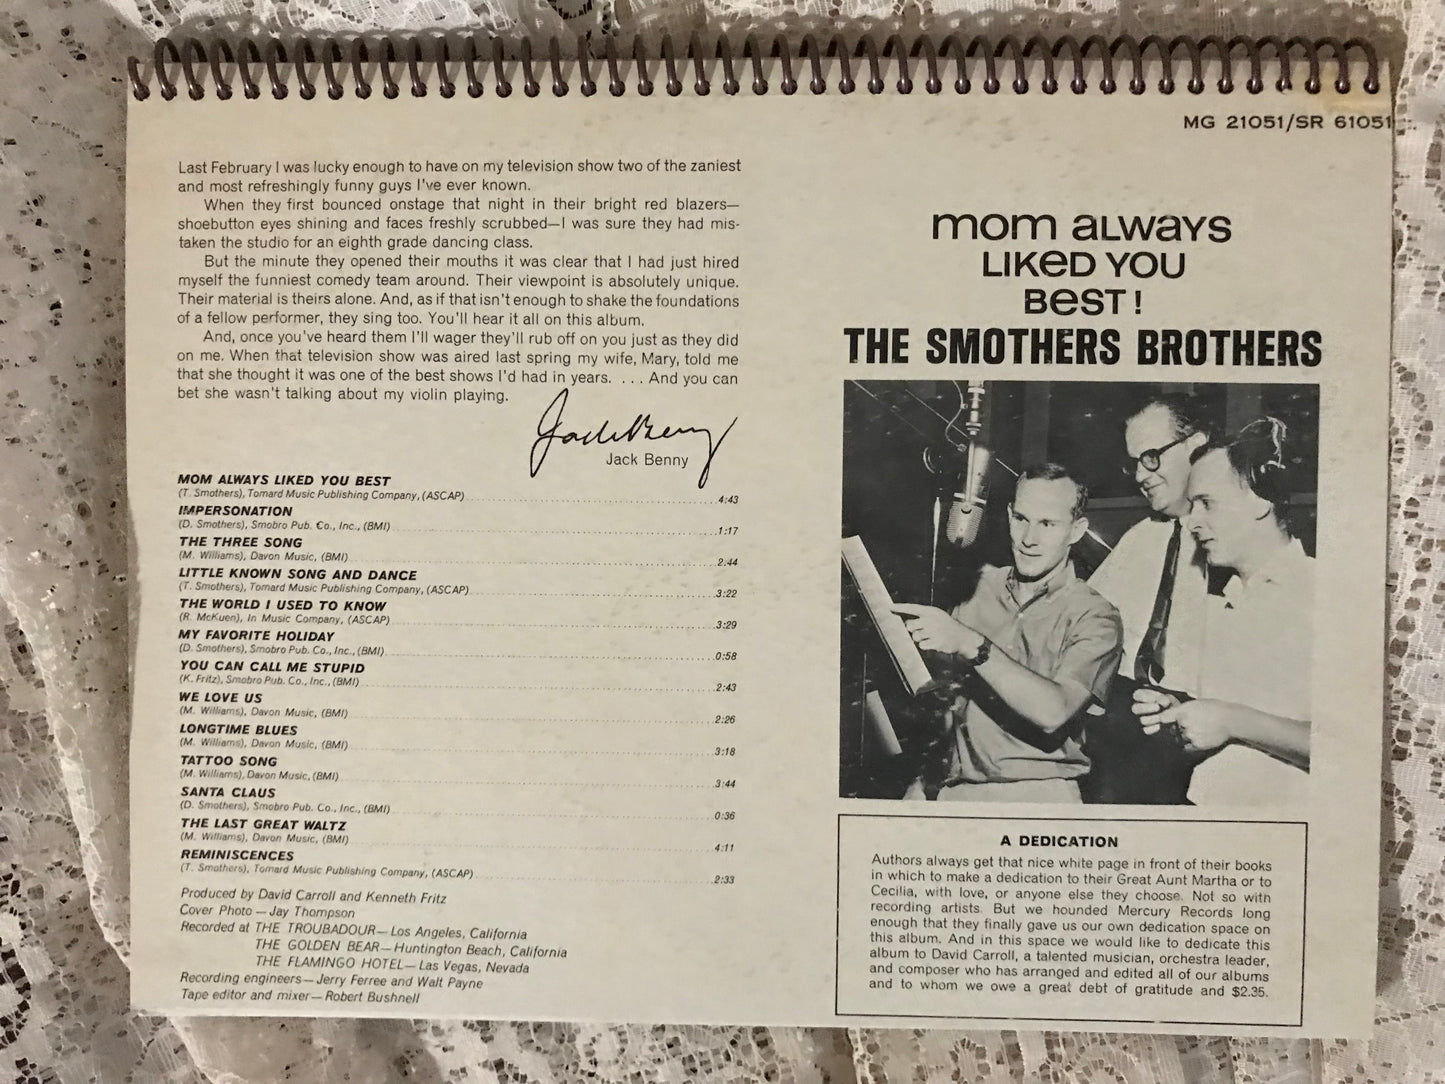 MG 21051/SR 61051
Last February I was lucky enough to have on my television show two of the zaniest
and most refreshingly funny guys I've ever known.
When they first bounced onstage that night in their bright red blazers—
shoebutton eyes shining and faces freshly scrubbed—I was sure they had mis-
taken the studio for an eighth grade dancing class.
But the minute they opened their mouths it was clear that I had just hired
myself the funniest comedy team around. Their viewpoint is absolutely unique.
Their material is theirs alone. And, as if that isn't enough to shake the foundations
of a fellow performer, they sing too. You'll hear it all on this album.
And, once you've heard them I'll wager they'll rub off on you just as they did
on me. When that television show was aired last spring my wife, Mary, told me
that she thought it was one of the best shows I'd had in years. . . . And you can
bet she wasn't talking about my violin playing.
Jack Benny
Jack Benny
MOM ALWAYS LIKED YOU BEST
(T. Smothers), Tomard Music Publishing Company, (ASCAP) 4:43
IMPERSONATION
(D. Smothers), Smobro Pub. Co., Inc., (BMI) 1:17
THE THREE SONG
(M. Williams), Davon Music, (BMI) 2:44
LITTLE KNOWN SONG AND DANCE
(T. Smothers), Tomard Music Publishing Company, (ASCAP) 3:22
THE WORLD I USED TO KNOW
(R. McKuen), In Music Company, (ASCAP) 3:29
MY FAVORITE HOLIDAY
(D. Smothers), Smobro Pub. Co., Inc., (BMI) 0:58
YOU CAN CALL ME STUPID
(K. Fritz), Smobro Pub. Co., Inc., (BMI) 2:43
WE LOVE US
(M. Williams), Davon Music, (BMI) 2:26
LONGTIME BLUES
(M. Williams), Davon Music, (BMI) 3:18
TATTOO SONG
(M. Williams), Davon Music, (BMI) 3:44
SANTA CLAUS
(D. Smothers), Smobro Pub. Co., Inc., (BMI) 0:36
THE LAST GREAT WALTZ
(M. Williams), Davon Music, (BMI) 4:11
REMINISCENCES
(T. Smothers), Tomard Music Publishing Company, (ASCAP) 2:33
Produced by David Carroll and Kenneth Fritz
Cover Photo — Jay Thompson
Recorded at THE TROUBADOUR— Los Angeles, California
THE GOLDEN BEAR—Huntington Beach, California
THE FLAMINGO HOTEL— Las Vegas, Nevada
Recording engineers—Jerry Ferree and Walt Payne
Tape editor and mixer—Robert Bushnell
mom always
liked you
best!
THE SMOTHERS BROTHERS
A DEDICATION
Authors always get that nice white page in front of their books
in which to make a dedication to their Great Aunt Martha or to
Cecilia, with love, or anyone else they choose. Not so with
recording artists. But we hounded Mercury Records long
enough that they finally gave us our own dedication space on
this album. And in this space we would like to dedicate this
album to David Carroll, a talented musician, orchestra leader,
and composer who has arranged and edited all of our albums
and to whom we owe a great debt of gratitude and $2.35.